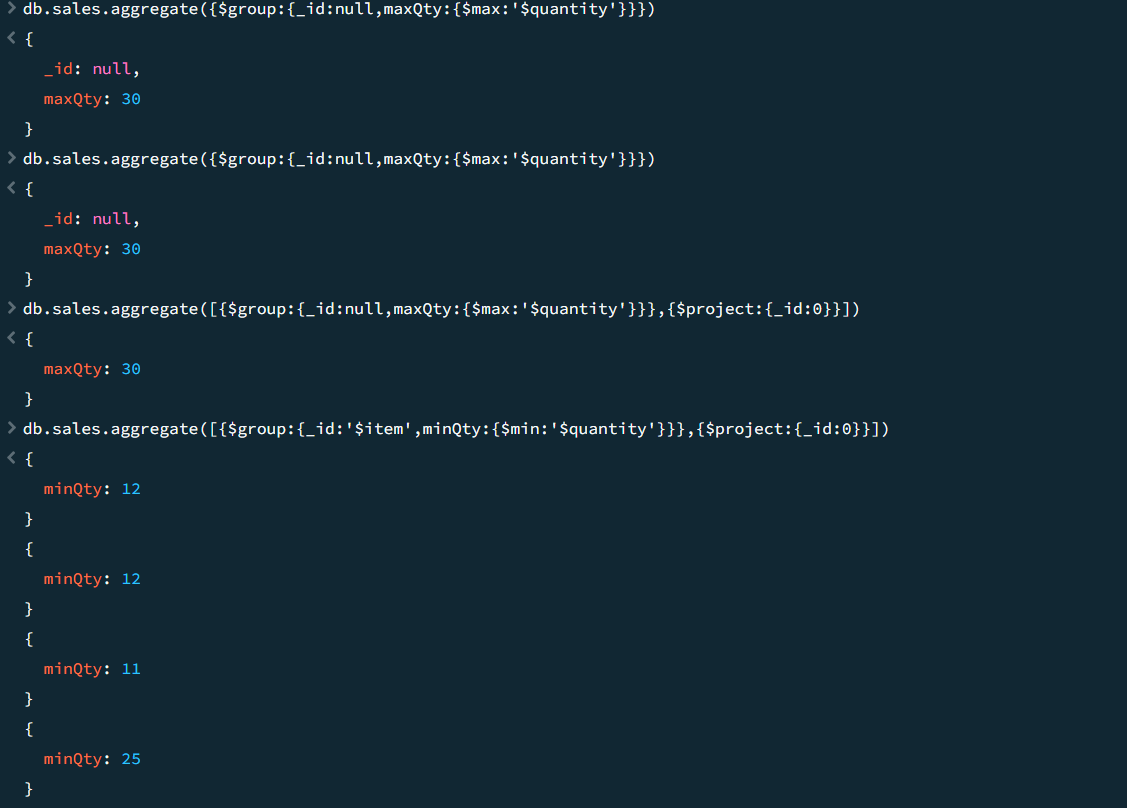 > db.sales.aggregate({$group:{_id:null,maxQty:{$max:'$quantity'}}})
< {
_id: null,
maxQty: 30
}
> db.sales.aggregate({$group:{_id:null,maxQty:{$max:'$quantity'}}})
< {
_id: null,
maxQty: 30
}
> db.sales.aggregate([{$group:{_id:null,maxQty:{$max:'$quantity'}}},{$project:{_id:0}}])
< {
maxQty: 30
}
> db.sales.aggregate([{$group:{_id:'$item',minQty:{$min:'$quantity'}}},{$project:{_id:0}}])
< {
minQty: 12
}
{
minQty: 12
}
{
minQty: 11
}
{
minQty: 25
}